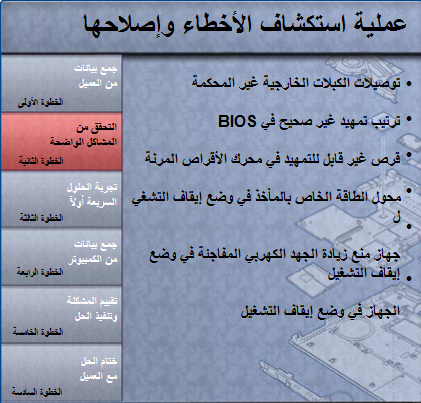 عملية استكشاف الأخطاء وإصلاحها
جمع بيانات
من العميل
الخطوة الأولى
التحقق من
المشاكل الواضحة
الخطوة الثانية
تجربة الحلول
السريعة أولاً
الخطوة الثالثة
جمع بيانات
من الكمبيوتر
الخطوة الرابعة
تقييم المشكلة
وتنفيذ الحل
الخطوة الخامسة
ختام الحل
مع العميل
الخطوة السادسة
• توصيلات الكبلات الخارجية غير المحكمة
• ترتيب تمهيد غير صحيح في BIOS
• قرص غير قابل للتمهيد في محرك الأقراص المرنة
• محول الطاقة الخاص بالمأخذ في وضع إيقاف التشغي
ل
• جهاز منع زيادة الجهد الكهربي المفاجئة في وضع
إيقاف التشغيل
• الجهاز في وضع إيقاف التشغيل